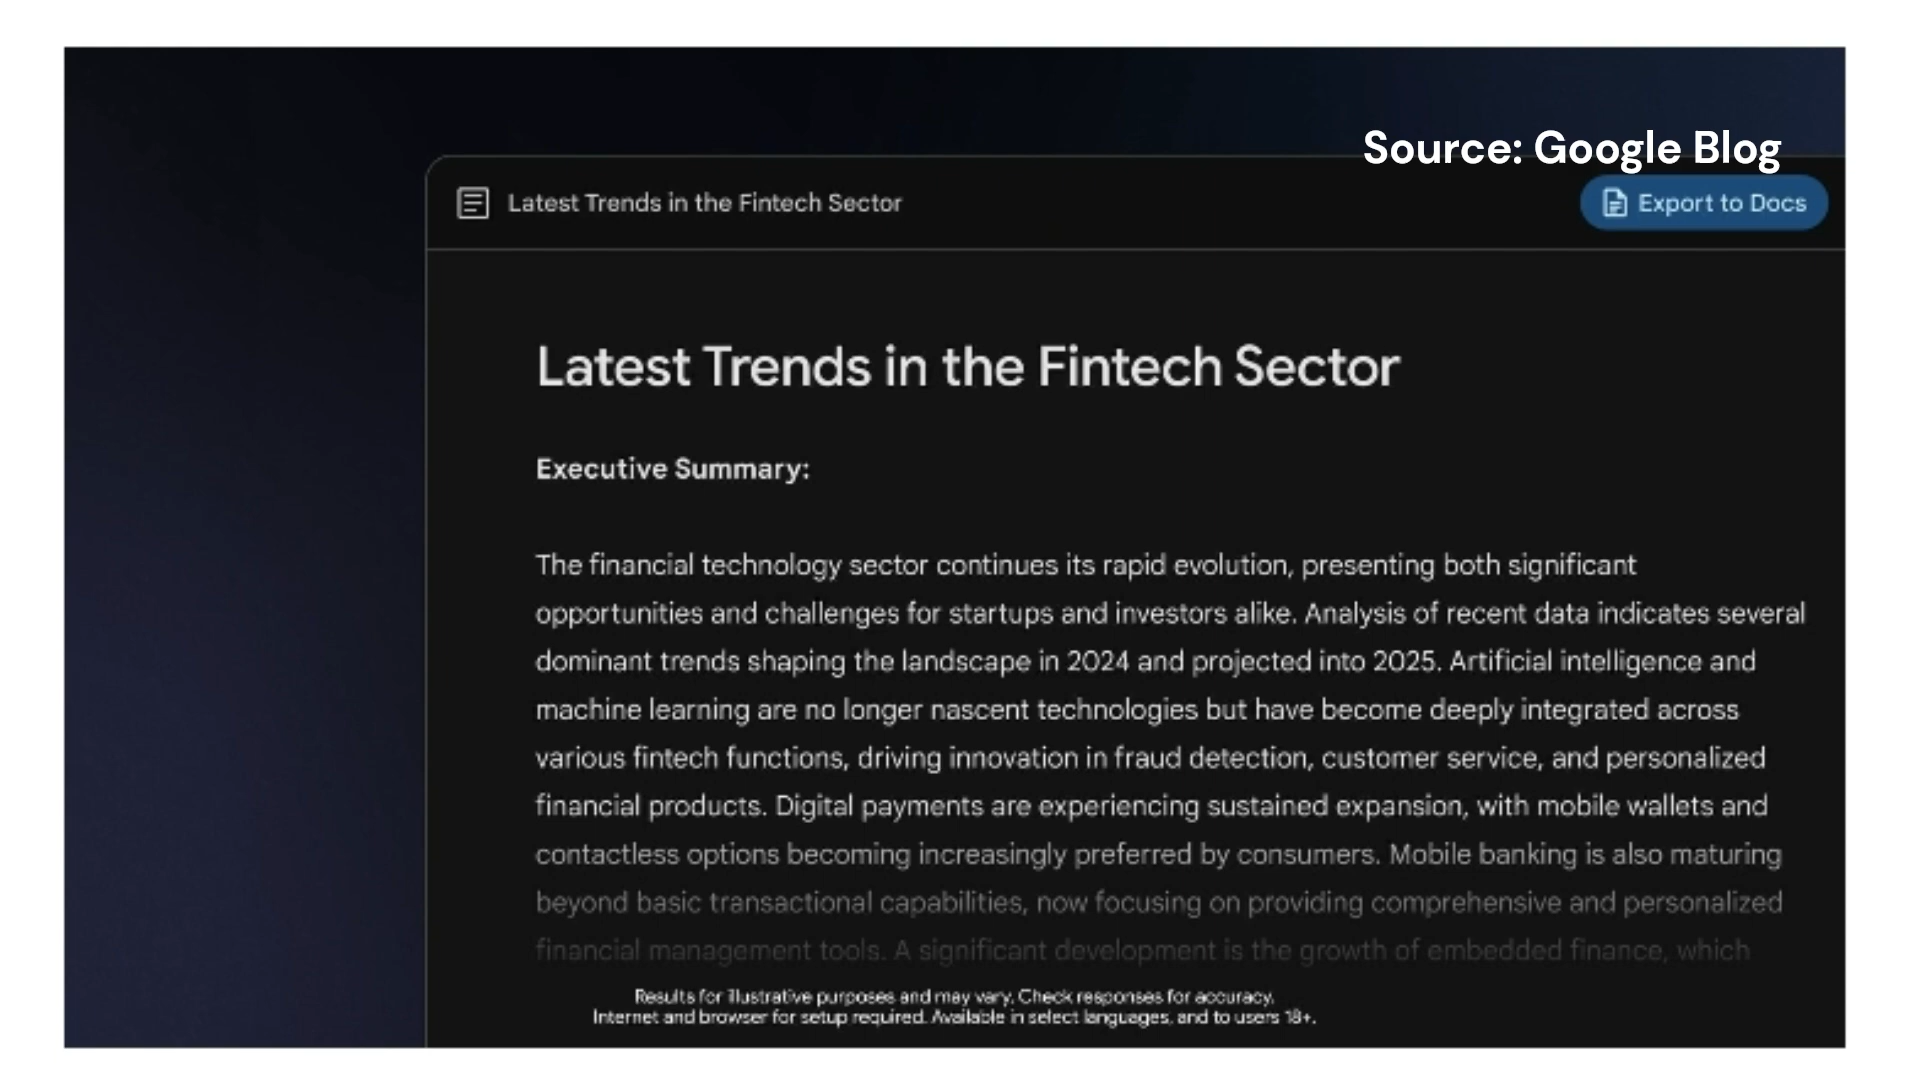 Source: Google Blog
Latest Trends in the Fintech Sector
Export to Docs
Latest Trends in the Fintech Sector
Executive Summary:
The financial technology sector continues its rapid evolution, presenting both significant
opportunities and challenges for startups and investors alike. Analysis of recent data indicates several
dominant trends shaping the landscape in 2024 and projected into 2025. Artificial intelligence and
machine learning are no longer nascent technologies but have become deeply integrated across
various fintech functions, driving innovation in fraud detection, customer service, and personalized
financial products. Digital payments are experiencing sustained expansion, with mobile wallets and
contactless options becoming increasingly preferred by consumers. Mobile banking is also maturing
beyond basic transactional capabilities, now focusing on providing comprehensive and personalized
financial management tools. A significant development is the growth of embedded finance, which
Results for illustrative purposes and may vary. Check responses for accuracy.
Internet and browser for setup required. Available in select languages, and to users 18+.